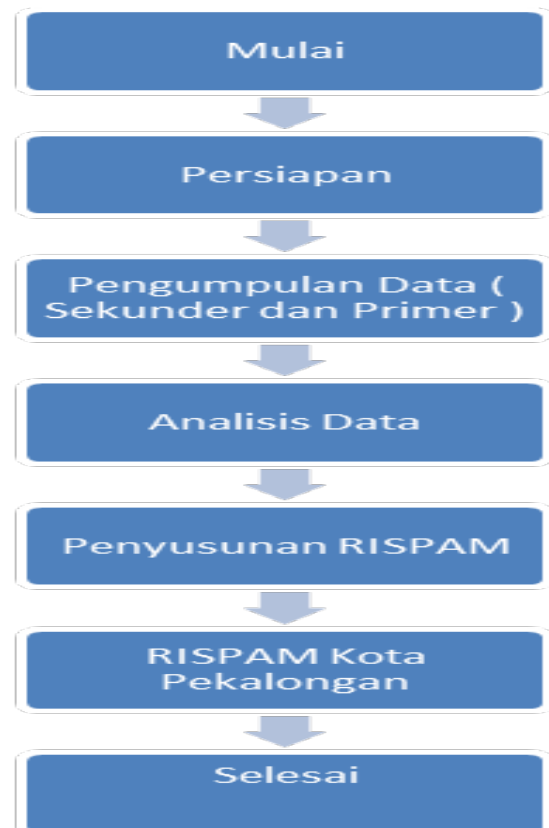 Mulai
Persiapan
Pengumpulan Data (
Sekunder dan Primer )
Analisis Data
Penyusunan RISPAM
RISPAM Kota
Pekalongan
Selesai